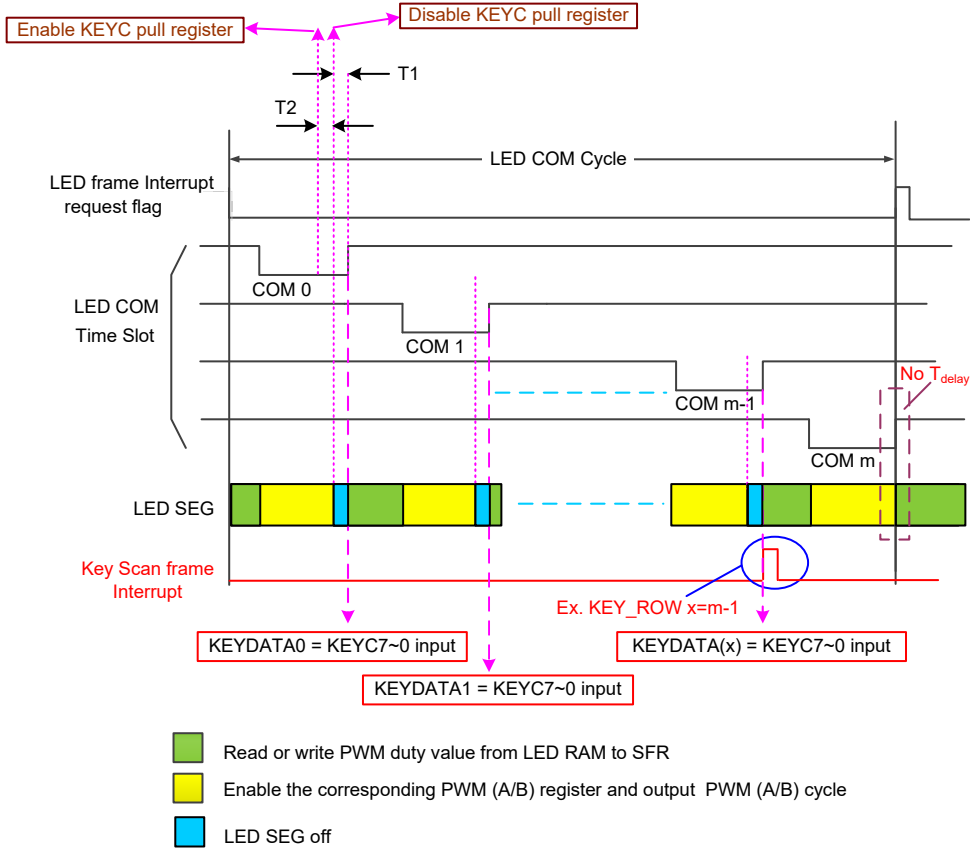 Disable KEYC pull register
Enable KEYC pull register
T1
T2
LED COM Cycle
LED frame Interrupt
request flag
COM 0
LED COM
Time Slot
COM 1
No Tdelay
COM m-1
COM m
LED SEG
Key Scan frame
Interrupt
Ex. KEY_ROW x=m-1
KEYDATA0 = KEYC7~0 input
KEYDATA(x) = KEYC7~0 input
KEYDATA1 = KEYC7~0 input
Read or write PWM duty value from LED RAM to SFR
Enable the corresponding PWM (A/B) register and output PWM (A/B) cycle
LED SEG off